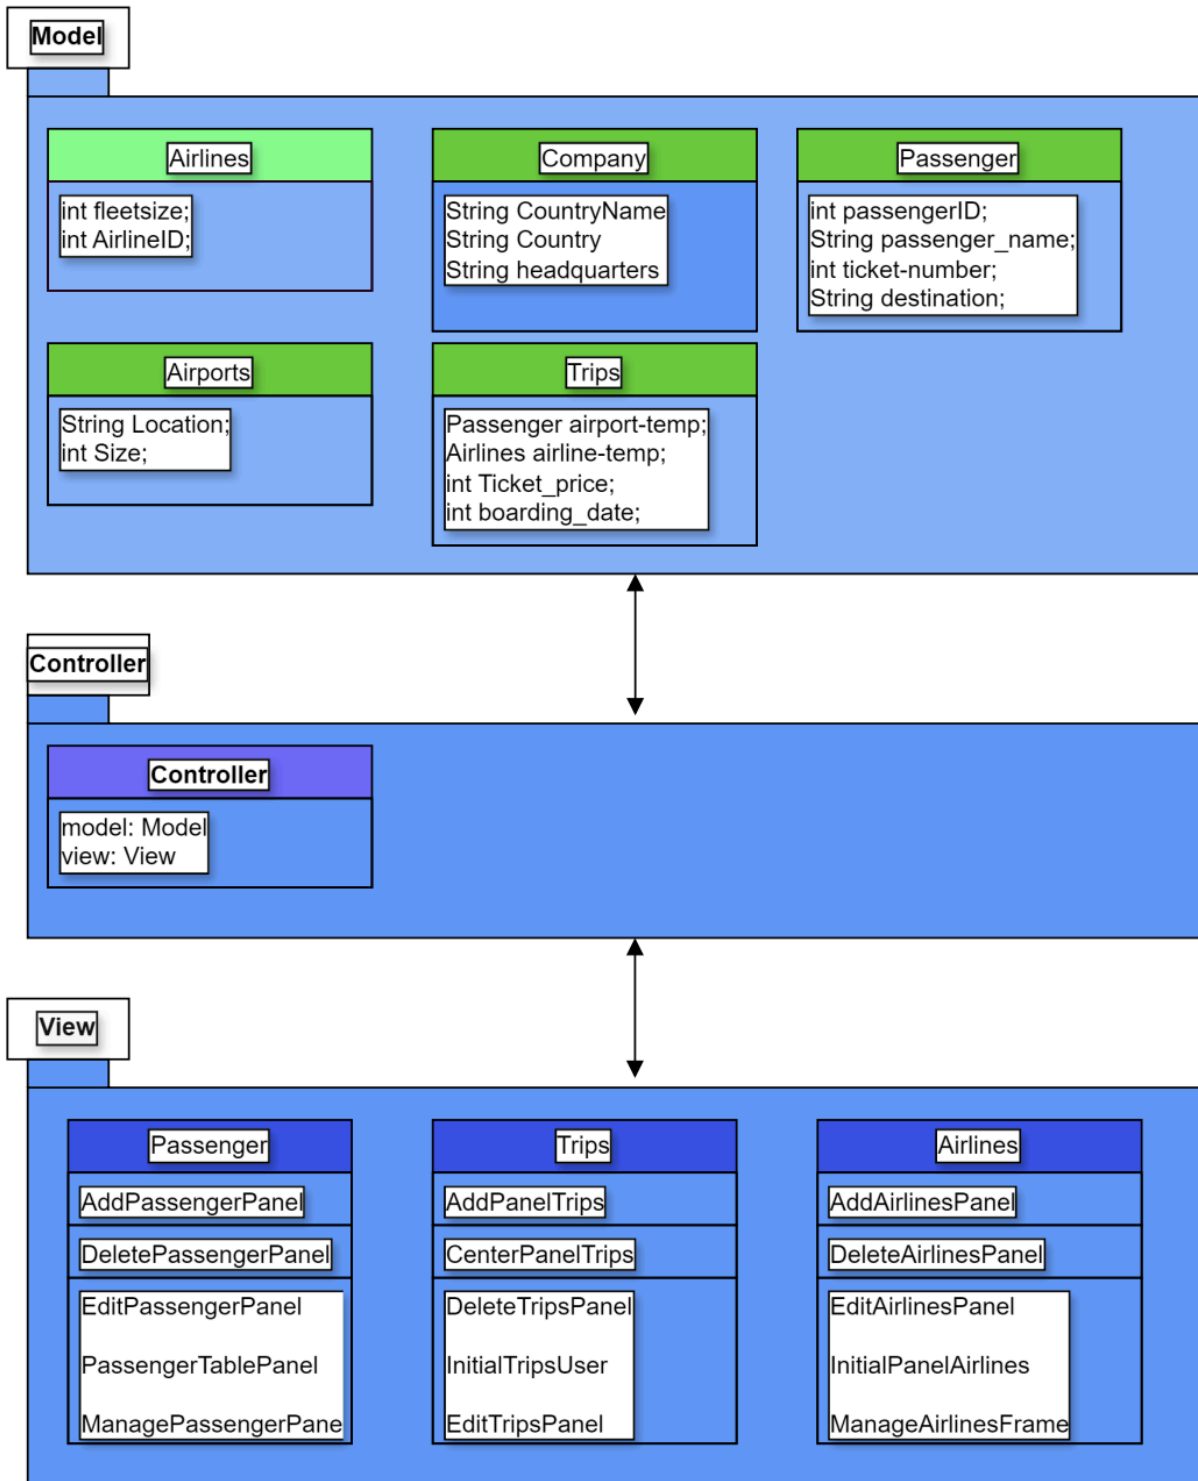 Model
Airlines
int fleetsize;
int AirlineID;
Company
String CountryName
String Country
String headquarters
Passenger
int passengerID;
String passenger_name;
int ticket-number;
String destination;
Airports
String Location;
int Size;
Trips
Passenger airport-temp;
Airlines airline-temp;
int Ticket_price;
int boarding_date;
Controller
Controller
model: Model
view: View
View
Passenger
AddPassengerPanel
DeletePassengerPanel
EditPassengerPanel
PassengerTablePanel
ManagePassengerPane
Trips
AddPanelTrips
CenterPanelTrips
DeleteTripsPanel
InitialTripsUser
EditTripsPanel
Airlines
AddAirlinesPanel
DeleteAirlinesPanel
EditAirlinesPanel
InitialPanelAirlines
ManageAirlinesFrame